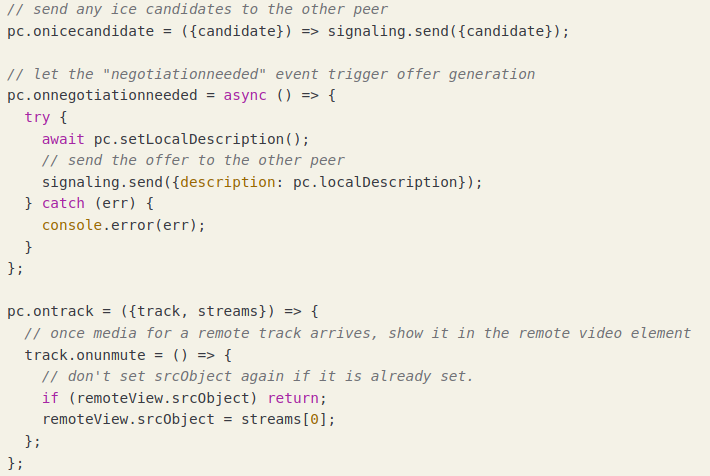 // send any ice candidates to the other peer
pc.onicecandidate = ({candidate}) => signaling.send({candidate});

// let the "negotiationneeded" event trigger offer generation
pc.onnegotiationneeded = async () => {
  try {
    await pc.setLocalDescription();
    // send the offer to the other peer
    signaling.send({description: pc.localDescription});
  } catch (err) {
    console.error(err);
  }
};

pc.ontrack = ({track, streams}) => {
  // once media for a remote track arrives, show it in the remote video element
  track.onunmute = () => {
    // don't set srcObject again if it is already set.
    if (remoteView.srcObject) return;
    remoteView.srcObject = streams[0];
  };
};